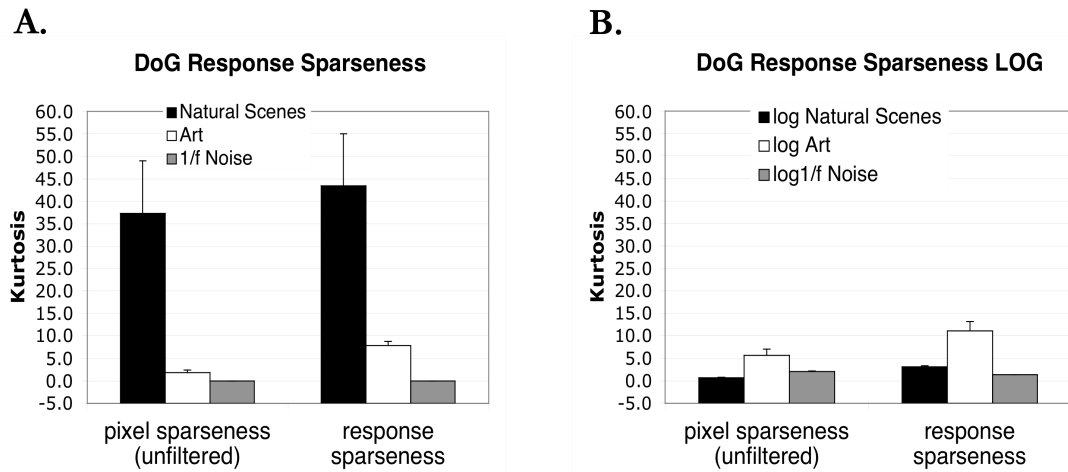 A.
DoG Response Sparseness
Natural Scenes
Art
1/f Noise
Kurtosis
60.0
55.0
50.0
45.0
40.0
35.0
30.0
25.0
20.0
15.0
10.0
5.0
0.0
-5.0
pixel sparseness
(unfiltered)
response
sparseness
B.
DoG Response Sparseness LOG
log Natural Scenes
log Art
log1/f Noise
Kurtosis
60.0
55.0
50.0
45.0
40.0
35.0
30.0
25.0
20.0
15.0
10.0
5.0
0.0
-5.0
pixel sparseness
(unfiltered)
response
sparseness